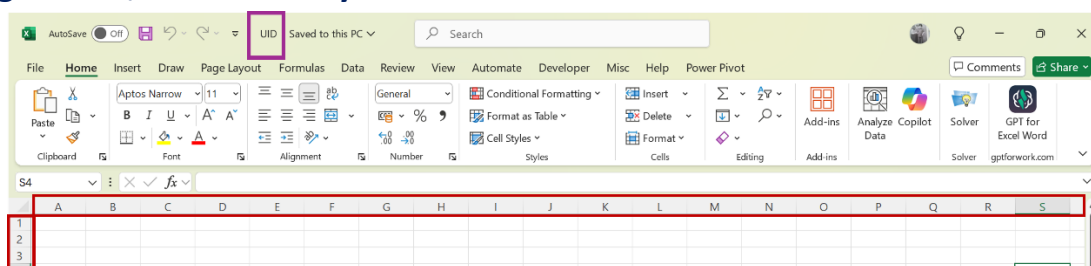 AutoSave Off UID Saved to this PC Search
File Home Insert Draw Page Layout Formulas Data Review View Automate Developer Misc Help Power Pivot Comments Share
Paste
Aptos Narrow 11
B I U A A
A
ab
General
% 9
.00 .0
Conditional Formatting
Format as Table
Cell Styles
Insert
Delete
Format
Σ
Add-ins
Analyze Data
Copilot
Solver
GPT for Excel Word
Clipboard Font Alignment Number Styles Cells Editing Add-ins Solver gptforwork.com
S4 fx
A B C D E F G H I J K L M N O P Q R S
1
2
3